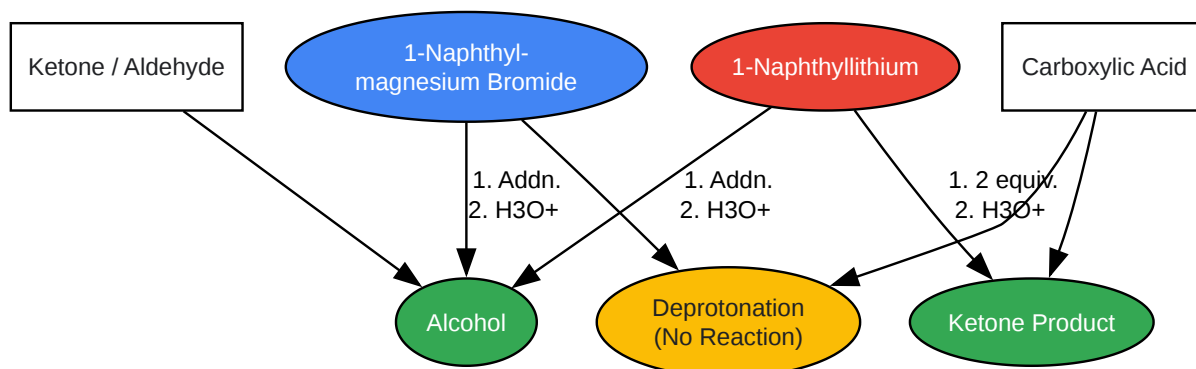 Ketone / Aldehyde
1-Naphthyl-
magnesium Bromide
1-Naphthyllithium
Carboxylic Acid
1. Addn.
2. H3O+
1. Addn.
2. H3O+
1. 2 equiv.
2. H3O+
Alcohol
Deprotonation
(No Reaction)
Ketone Product